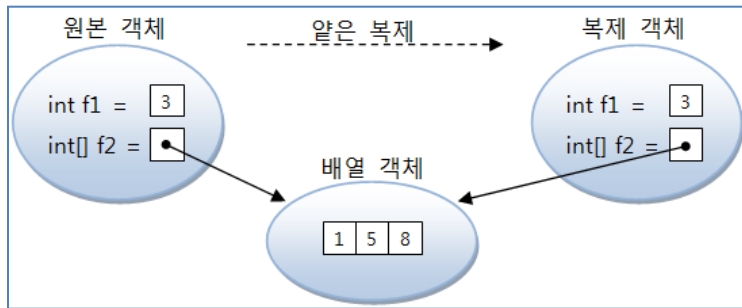 원본 객체
얕은 복제
복제 객체
int f1 = 3
int[] f2 =
int f1 = 3
int[] f2 =
배열 객체
1 5 8